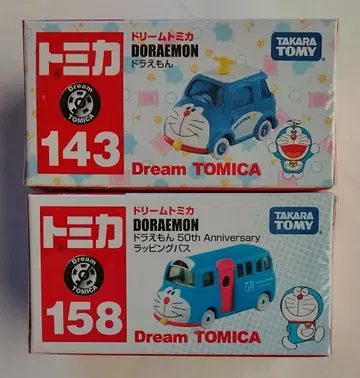 トミカ
Dream
TOMICA
143
ドリームトミカ
DORAEMON
ドラえもん
TAKARA
TOMY
Dream TOMICA
トミカ
Dream
TOMICA
158
ドリームトミカ
DORAEMON
ドラえもん 50th Anniversary
ラッピングバス
TAKARA
TOMY
50
Dream TOMICA